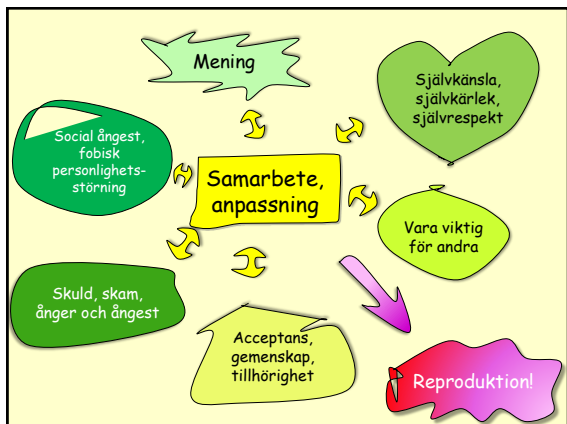 Mening
Självkänsla,
självkärlek,
självrespekt
Social ångest,
fobisk
personlighets-
störning
Samarbete,
anpassning
Vara viktig
för andra
Skuld, skam,
ånger och ångest
Acceptans,
gemenskap,
tillhörighet
Reproduktion!